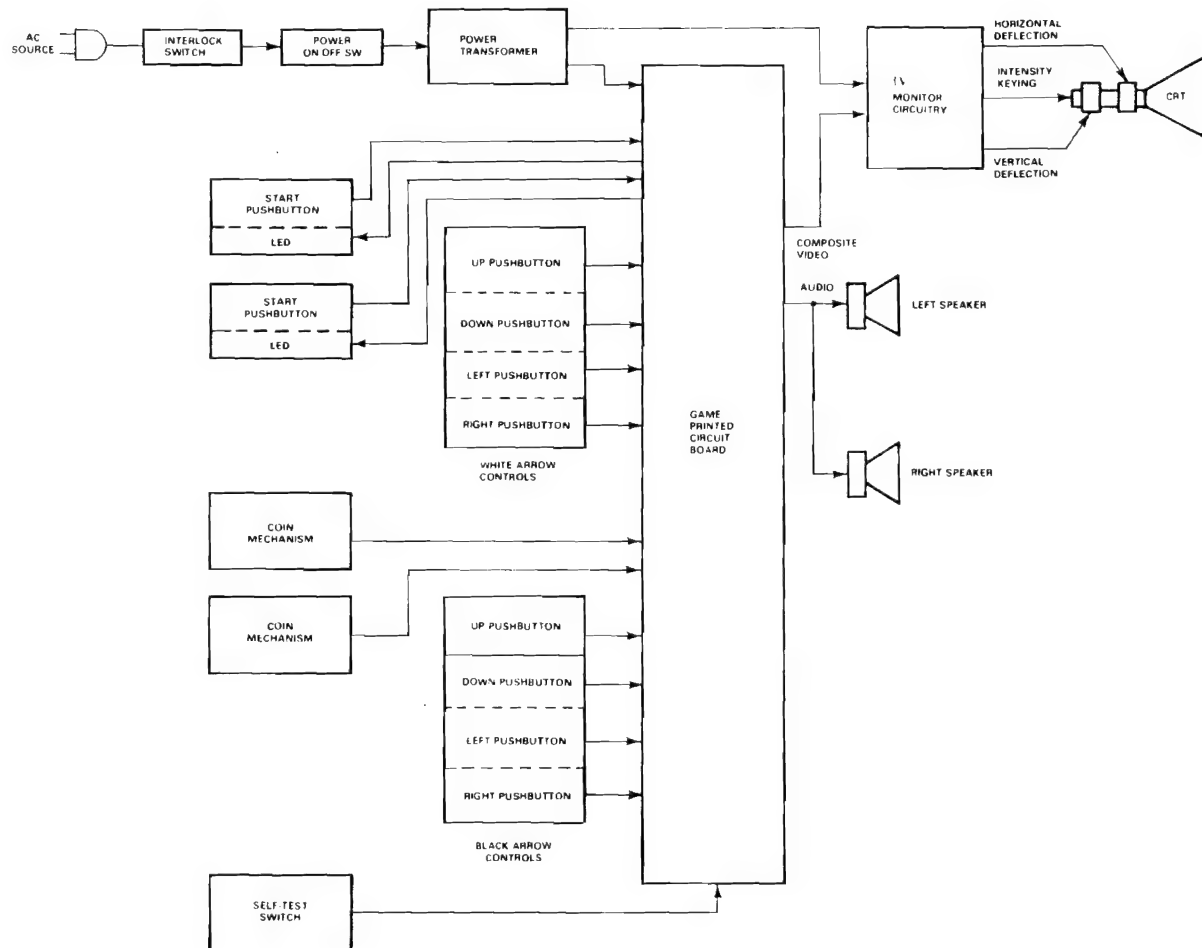 AC
SOURCE
INTERLOCK
SWITCH
POWER
ON OFF SW
POWER
TRANSFORMER
MONITOR
CIRCUITRY
HORIZONTAL
DEFLECTION
INTENSITY
KEYING
CRT
VERTICAL
DEFLECTION
START
PUSHBUTTON
LED
START
PUSHBUTTON
LED
UP PUSHBUTTON
DOWN PUSHBUTTON
LEFT PUSHBUTTON
RIGHT PUSHBUTTON
WHITE ARROW
CONTROLS
COMPOSITE
VIDEO
AUDIO
LEFT SPEAKER
RIGHT SPEAKER
GAME
PRINTED
CIRCUIT
BOARD
COIN
MECHANISM
COIN
MECHANISM
UP PUSHBUTTON
DOWN PUSHBUTTON
LEFT PUSHBUTTON
RIGHT PUSHBUTTON
BLACK ARROW
CONTROLS
SELF-TEST
SWITCH